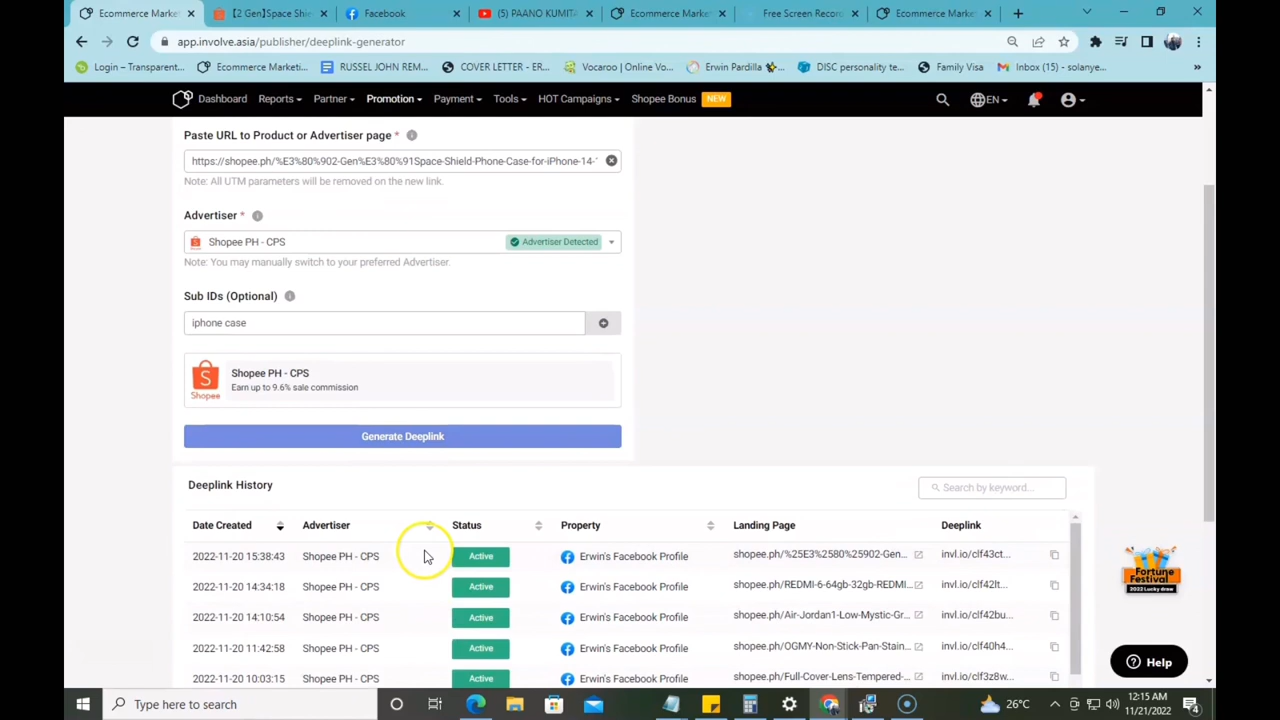 Ecommerce Market
【2 Gen】Space Shie
Facebook
(5) PAANO KUMITA
Ecommerce Market
Free Screen Record
Ecommerce Market
app.involve.asia/publisher/deeplink-generator
Login – Transparent...
Ecommerce Marketi...
RUSSEL JOHN REM...
COVER LETTER - ER...
Vocaroo | Online Vo...
Erwin Pardilla
DISC personality te...
Family Visa
Inbox (15) - solanye...
»
Dashboard
Reports
Partner
Promotion
Payment
Tools
HOT Campaigns
Shopee Bonus
NEW
EN
Paste URL to Product or Advertiser page *
https://shopee.ph/%E3%80%902-Gen%E3%80%91Space-Shield-Phone-Case-for-iPhone-14-
Note: All UTM parameters will be removed on the new link.
Advertiser *
Shopee PH - CPS
Advertiser Detected
Note: You may manually switch to your preferred Advertiser.
Sub IDs (Optional)
iphone case
Shopee PH - CPS
Earn up to 9.6% sale commission
Shopee
Generate Deeplink
Deeplink History
Search by keyword...
Date Created Advertiser Status Property Landing Page Deeplink
2022-11-20 15:38:43 Shopee PH - CPS Active Erwin's Facebook Profile shopee.ph/%25E3%2580%25902-Gen... invl.io/clf43ct...
2022-11-20 14:34:18 Shopee PH - CPS Active Erwin's Facebook Profile shopee.ph/REDMI-6-64gb-32gb-REDMI... invl.io/clf42lt...
2022-11-20 14:10:54 Shopee PH - CPS Active Erwin's Facebook Profile shopee.ph/Air-Jordan1-Low-Mystic-Gr... invl.io/clf42bu...
2022-11-20 11:42:58 Shopee PH - CPS Active Erwin's Facebook Profile shopee.ph/OGMY-Non-Stick-Pan-Stain... invl.io/clf40h4...
2022-11-20 10:03:15 Shopee PH - CPS Active Erwin's Facebook Profile shopee.ph/Full-Cover-Lens-Tempered-... invl.io/clf3z8w...
Fortune
Festival
2022 Lucky draw
Help
Type here to search
26°C
12:15 AM
11/21/2022
4